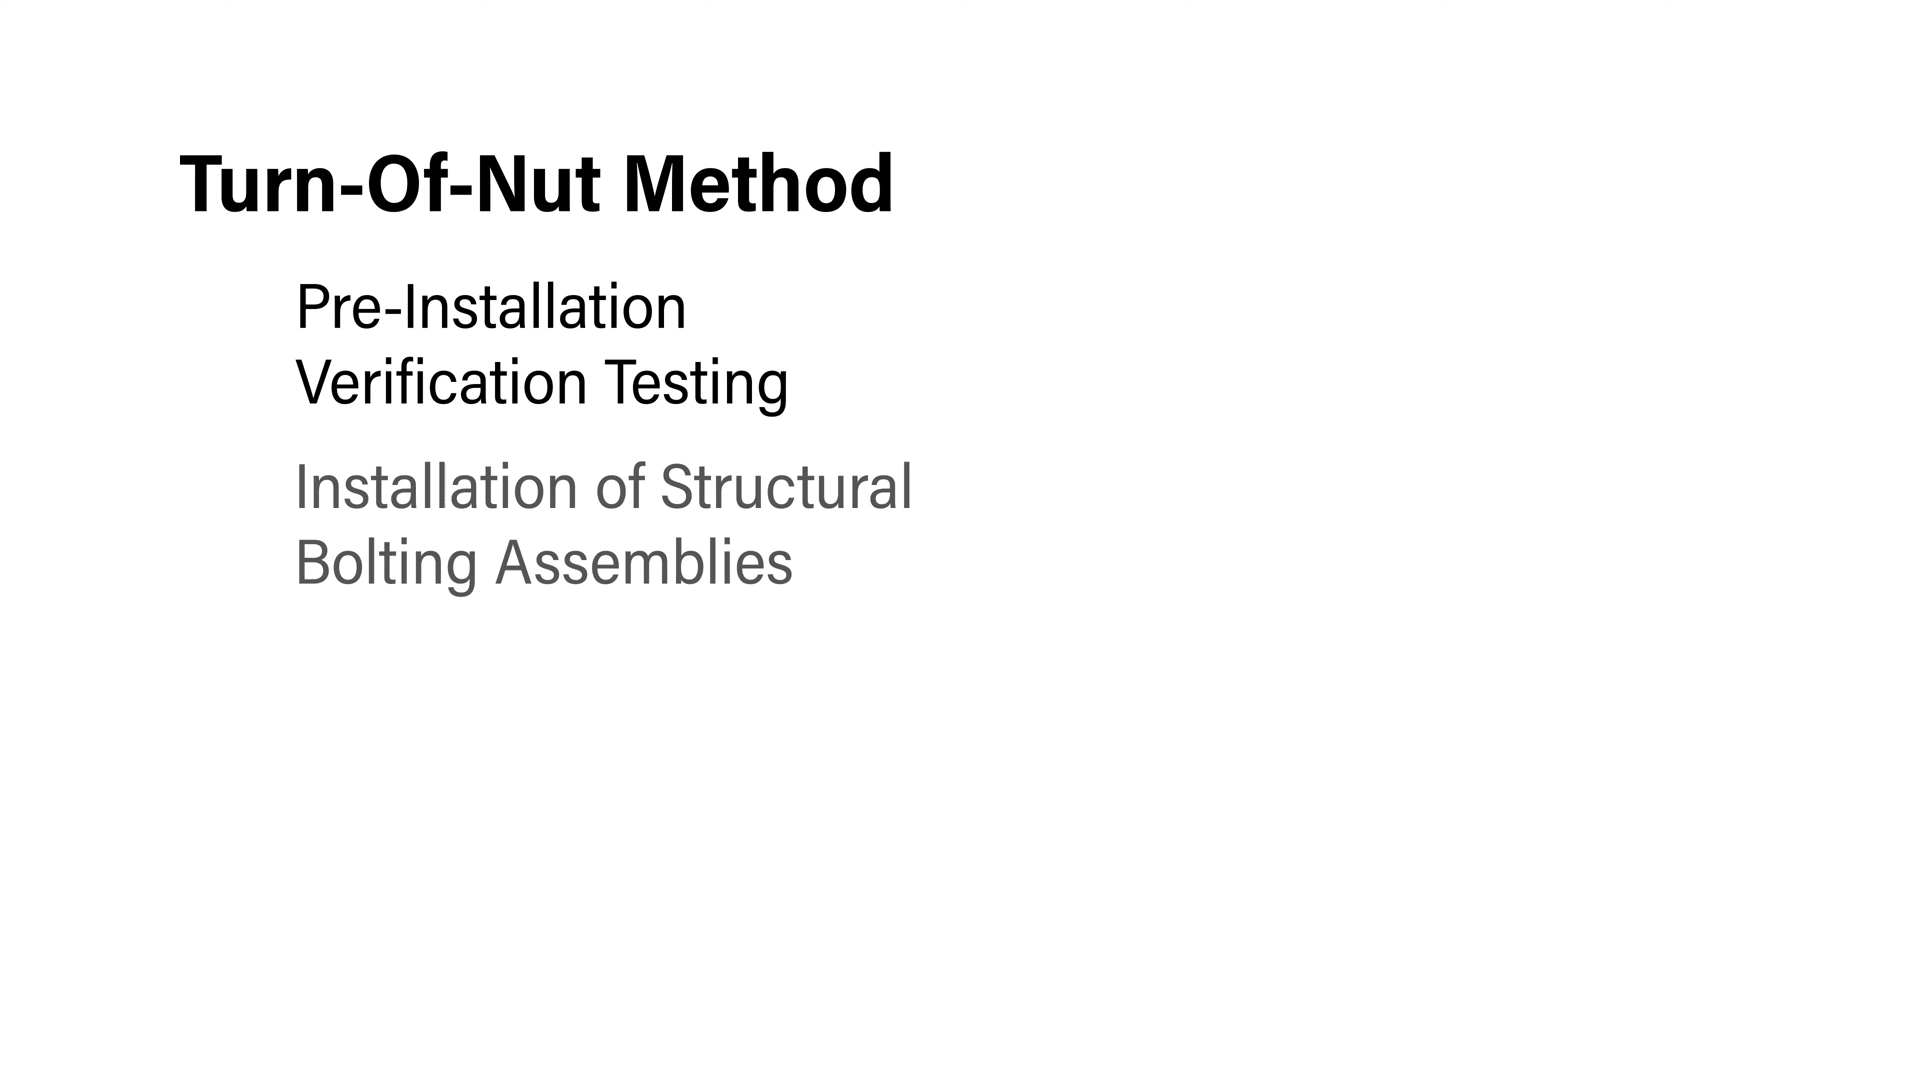 Turn-Of-Nut Method
Pre-Installation
Verification Testing
Installation of Structural
Bolting Assemblies